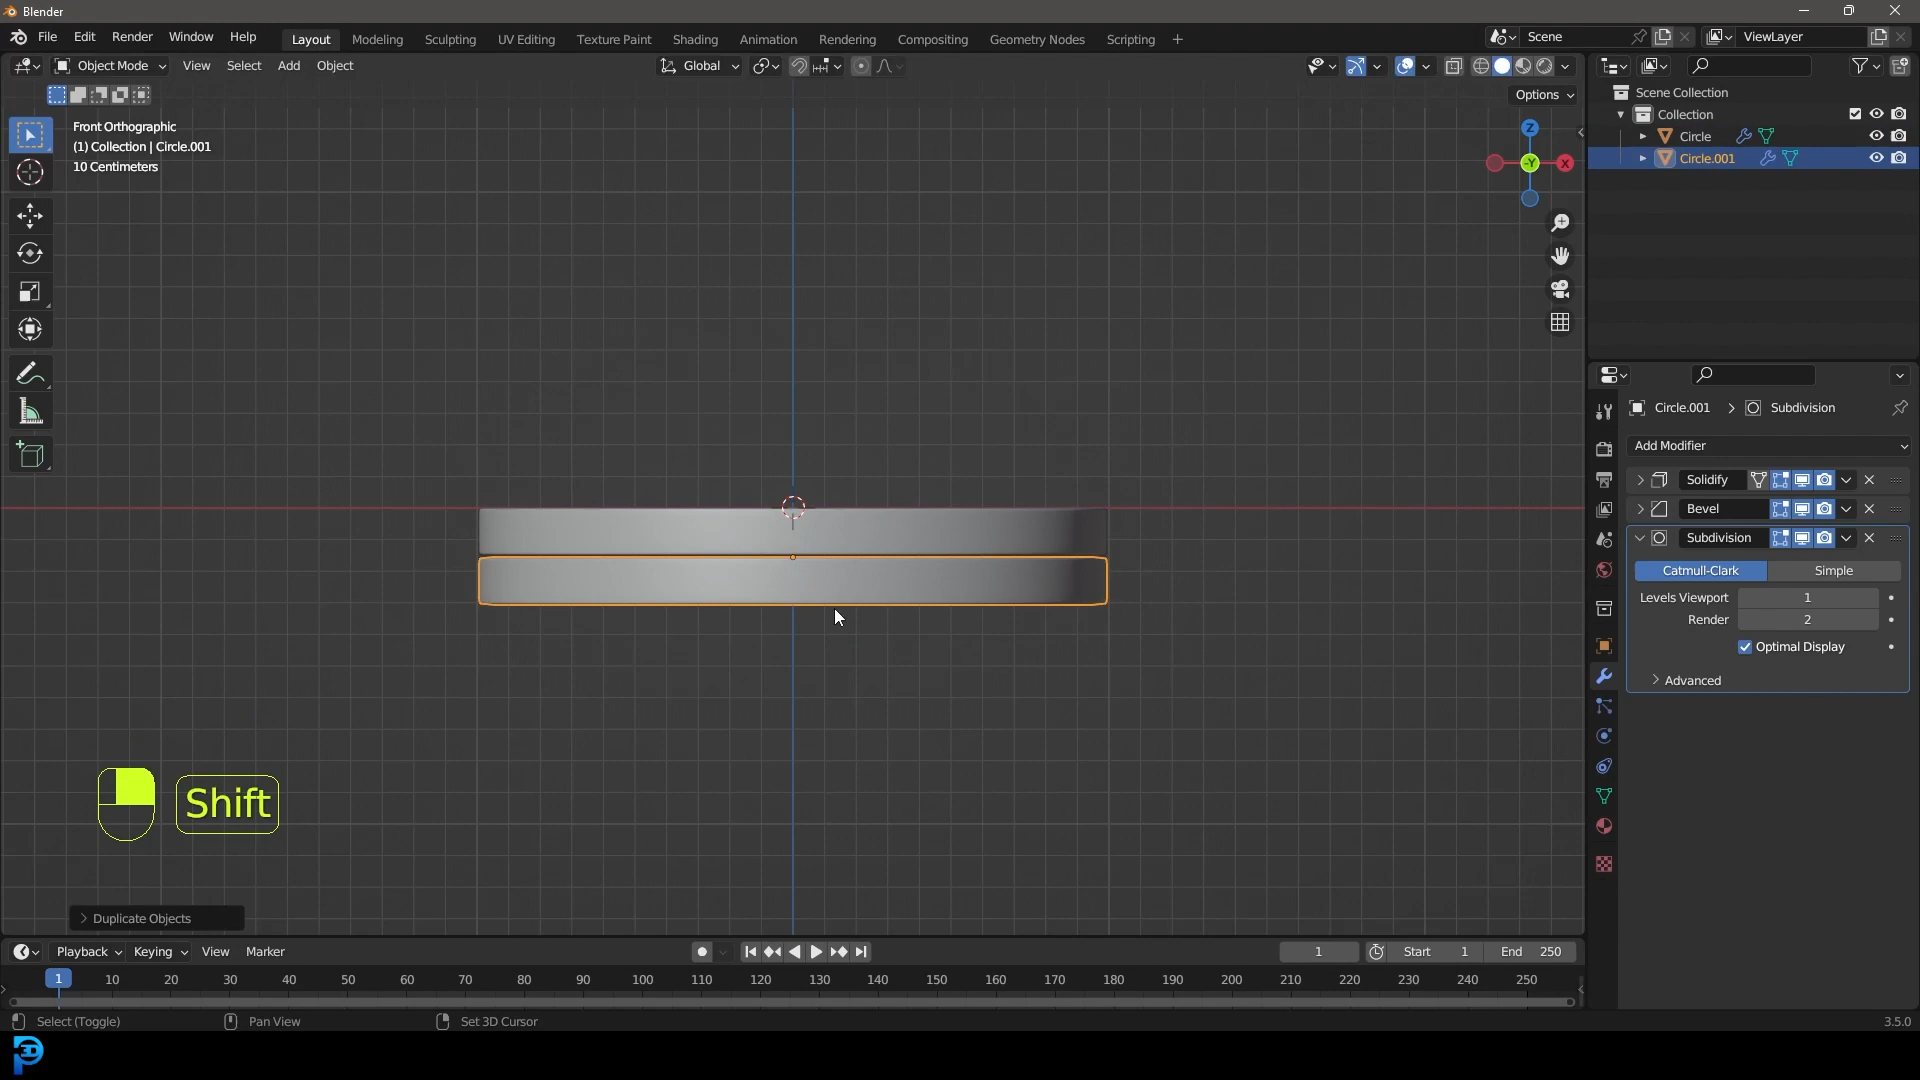 Blender
File Edit Render Window Help Layout Modeling Sculpting UV Editing Texture Paint Shading Animation Rendering Compositing Geometry Nodes Scripting + Scene ViewLayer
Object Mode View Select Add Object Global
Options
Front Orthographic
(1) Collection | Circle.001
10 Centimeters
Z
-Y
X
Scene Collection
Collection
Circle
Circle.001
Circle.001 > Subdivision
Add Modifier
Solidify
Bevel
Subdivision
Catmull-Clark Simple
Levels Viewport 1
Render 2
Optimal Display
Advanced
Shift
Duplicate Objects
Playback Keying View Marker 1 Start 1 End 250
1 10 20 30 40 50 60 70 80 90 100 110 120 130 140 150 160 170 180 190 200 210 220 230 240 250
Select (Toggle) Pan View Set 3D Cursor 3.5.0
3D